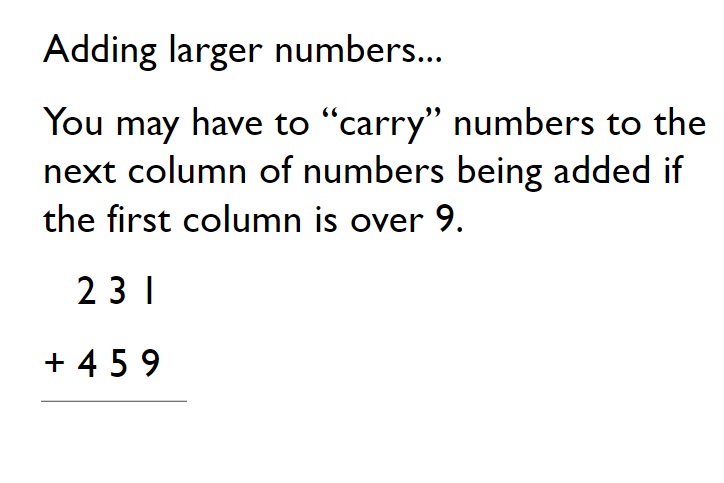 Adding larger numbers...
You may have to “carry” numbers to the
next column of numbers being added if
the first column is over 9.
2 3 1
+ 4 5 9